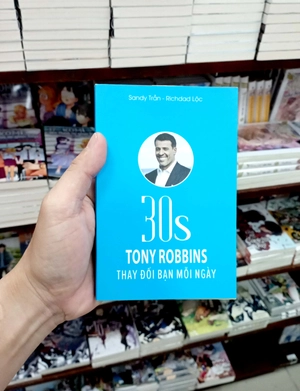 Sandy Trần - Richdad Lộc
30s
TONY ROBBINS
THAY ĐỔI BẠN MỖI NGÀY